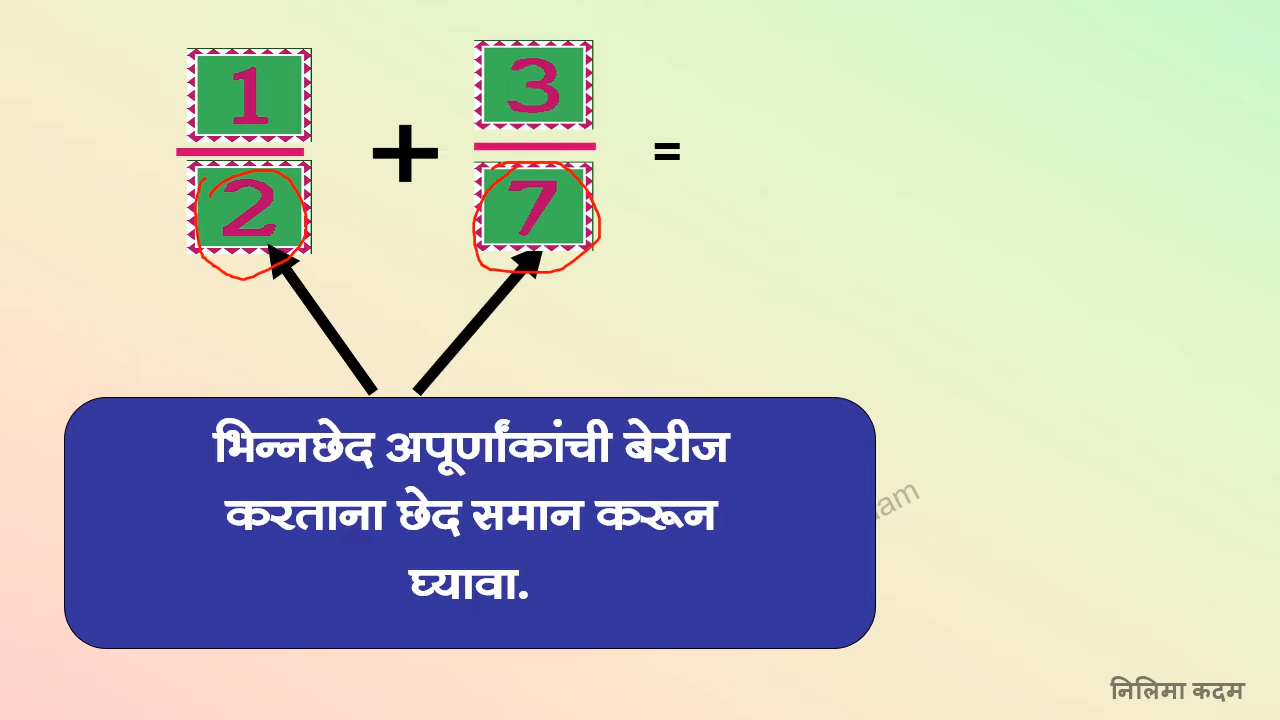 1 + 3 =
2 7
भिन्नछेद अपूर्णांकांची बेरीज
करताना छेद समान करून
घ्यावा.
निलिमा कदम